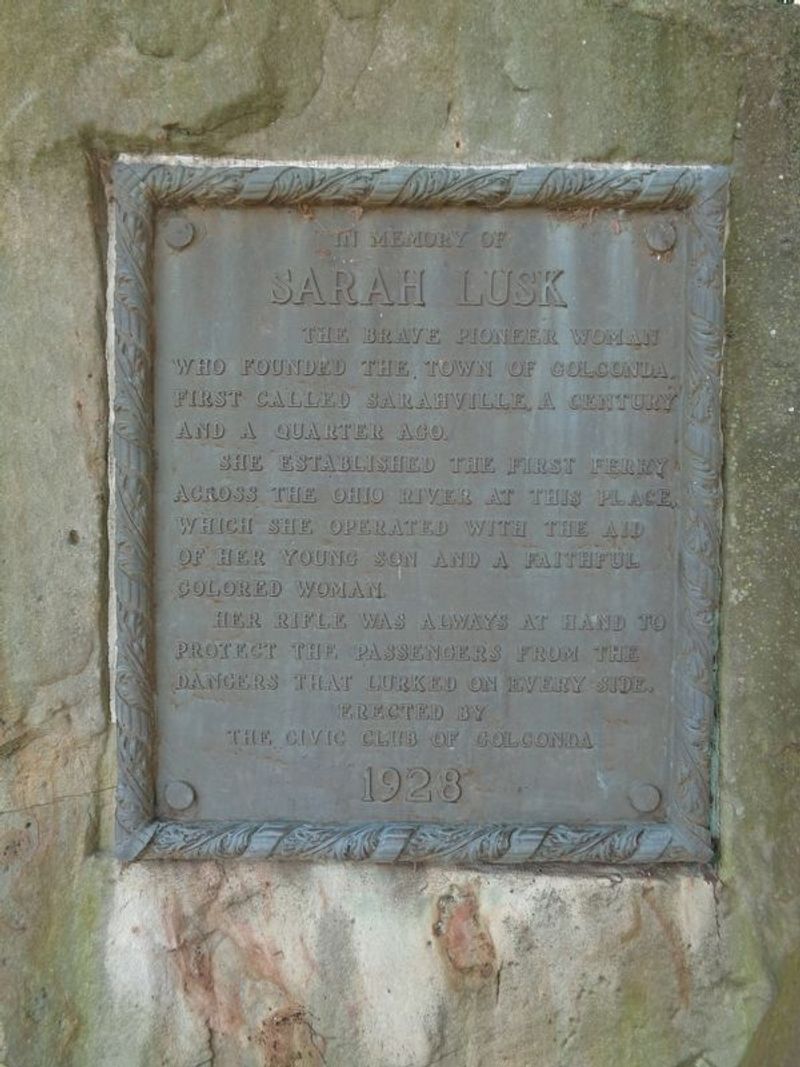 IN MEMORY OF
SARAH LUSK
THE BRAVE PIONEER WOMAN
WHO FOUNDED THE TOWN OF GOLCONDA,
FIRST CALLED SARAHVILLE, A CENTURY
AND A QUARTER AGO.
SHE ESTABLISHED THE FIRST FERRY
ACROSS THE OHIO RIVER AT THIS PLACE,
WHICH SHE OPERATED WITH THE AID
OF HER YOUNG SON AND A FAITHFUL
COLORED WOMAN.
HER RIFLE WAS ALWAYS AT HAND TO
PROTECT THE PASSENGERS FROM THE
DANGERS THAT LURKED ON EVERY SIDE.
ERECTED BY
THE CIVIC CLUB OF GOLCONDA
1928